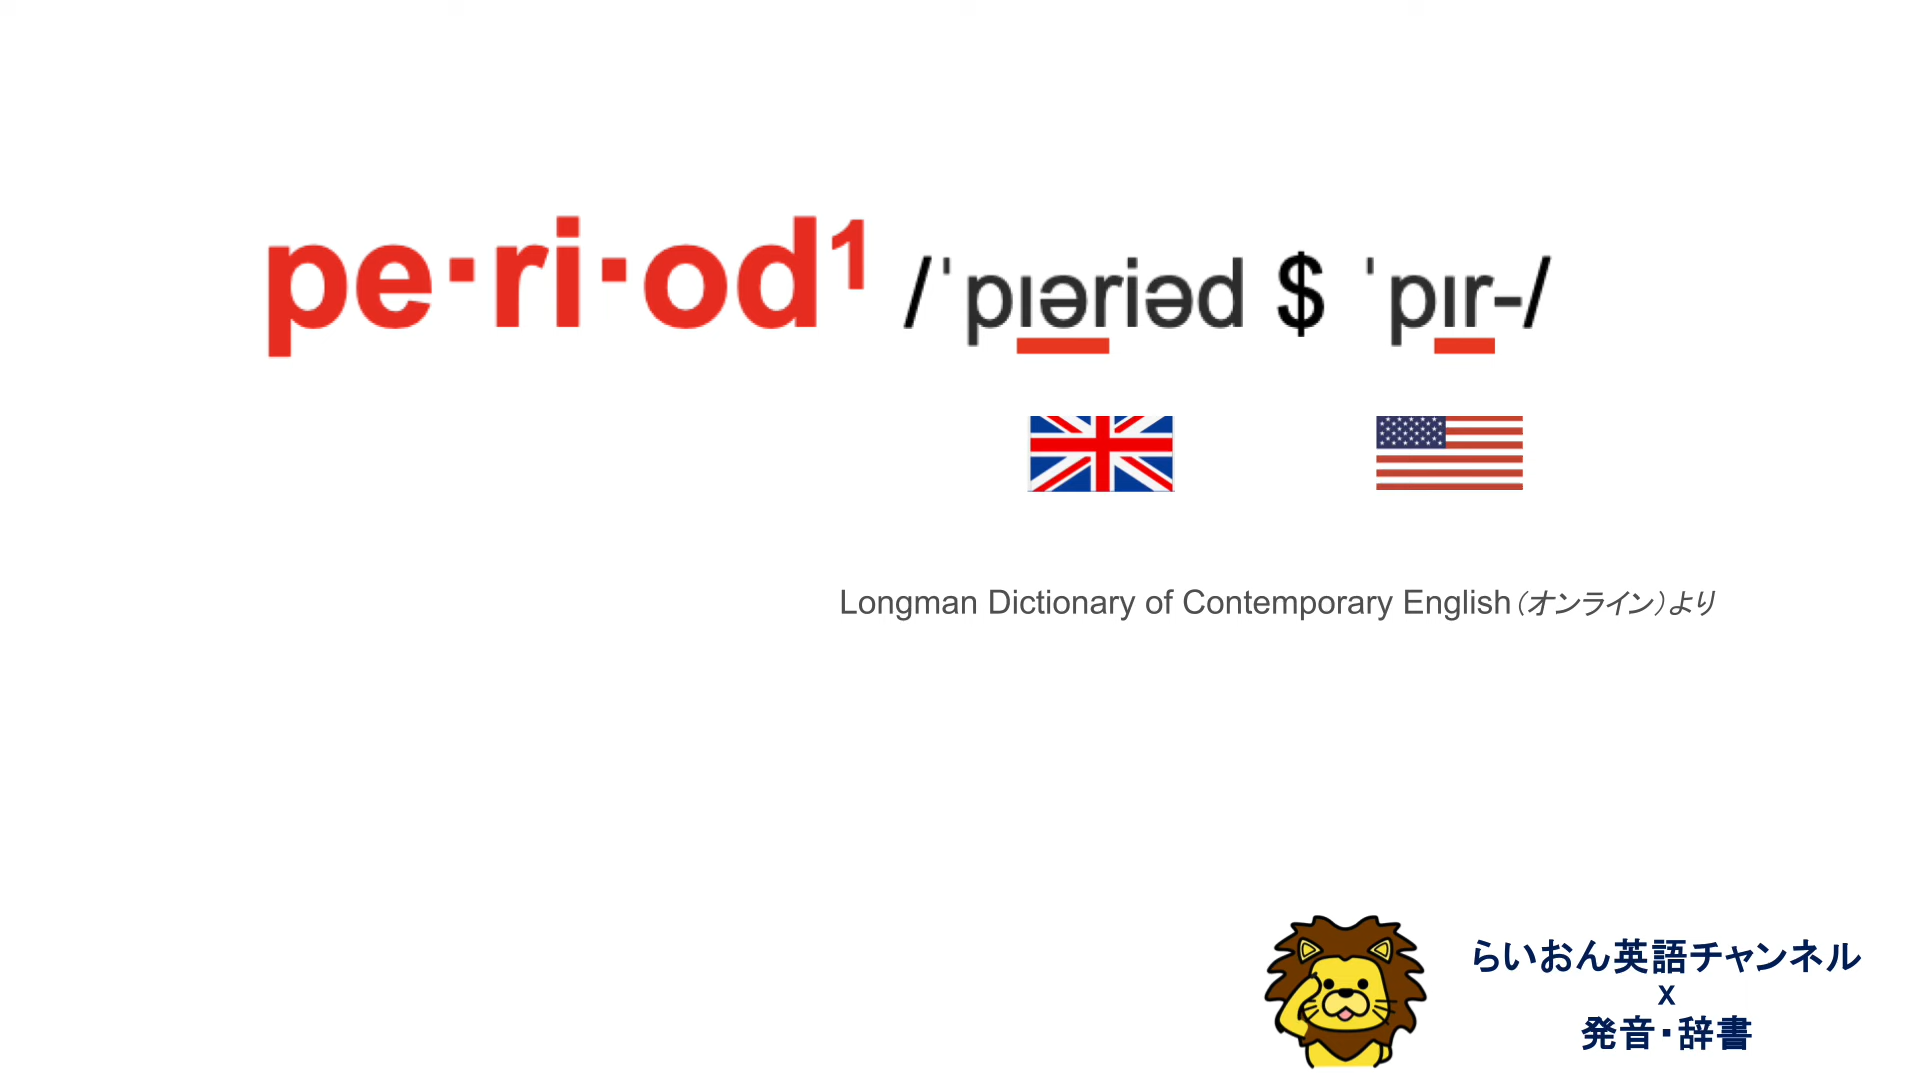 pe·ri·od¹ /ˈpɪəriəd $ ˈpɪr-/
Longman Dictionary of Contemporary English（オンライン）より
らいおん英語チャンネル
x
発音・辞書